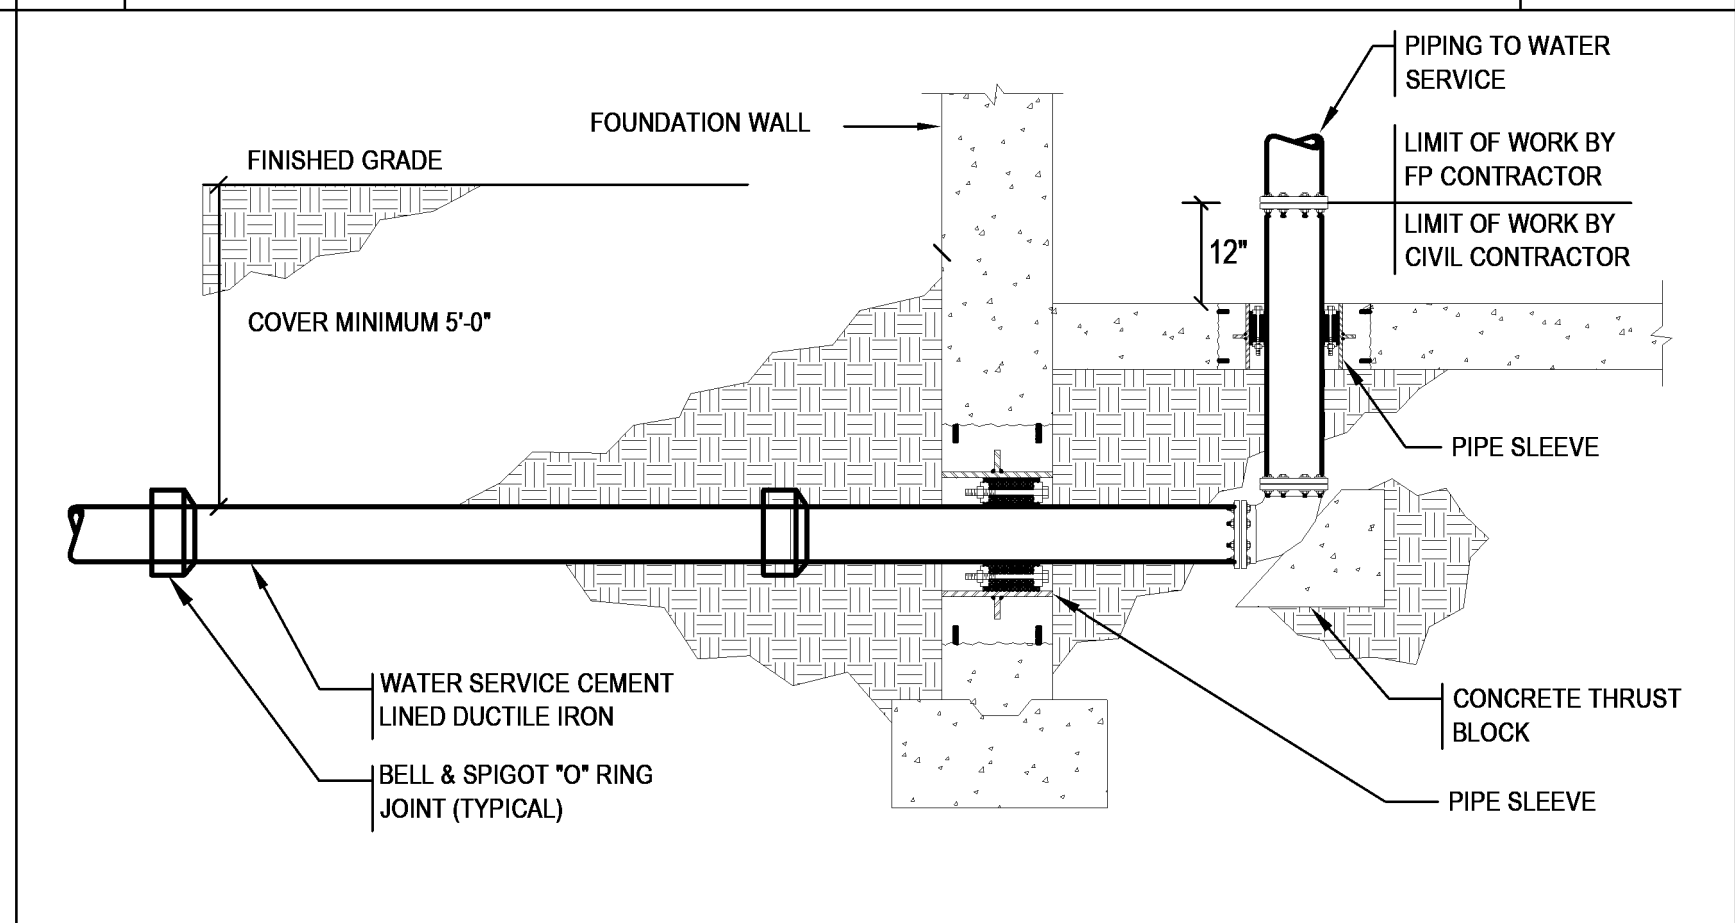 PIPING TO WATER
SERVICE
FOUNDATION WALL
LIMIT OF WORK BY
FP CONTRACTOR
FINISHED GRADE
LIMIT OF WORK BY
CIVIL CONTRACTOR
12"
COVER MINIMUM 5'-0"
PIPE SLEEVE
WATER SERVICE CEMENT
LINED DUCTILE IRON
CONCRETE THRUST
BLOCK
BELL & SPIGOT "O" RING
JOINT (TYPICAL)
PIPE SLEEVE